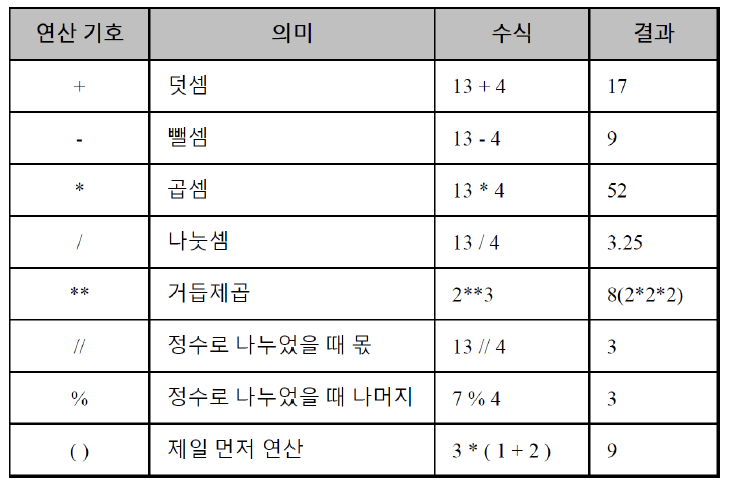 연산 기호 의미 수식 결과
+ 덧셈 13 + 4 17
- 뺄셈 13 - 4 9
* 곱셈 13 * 4 52
/ 나눗셈 13 / 4 3.25
** 거듭제곱 2**3 8(2*2*2)
// 정수로 나누었을 때 몫 13 // 4 3
% 정수로 나누었을 때 나머지 7 % 4 3
( ) 제일 먼저 연산 3 * ( 1 + 2 ) 9